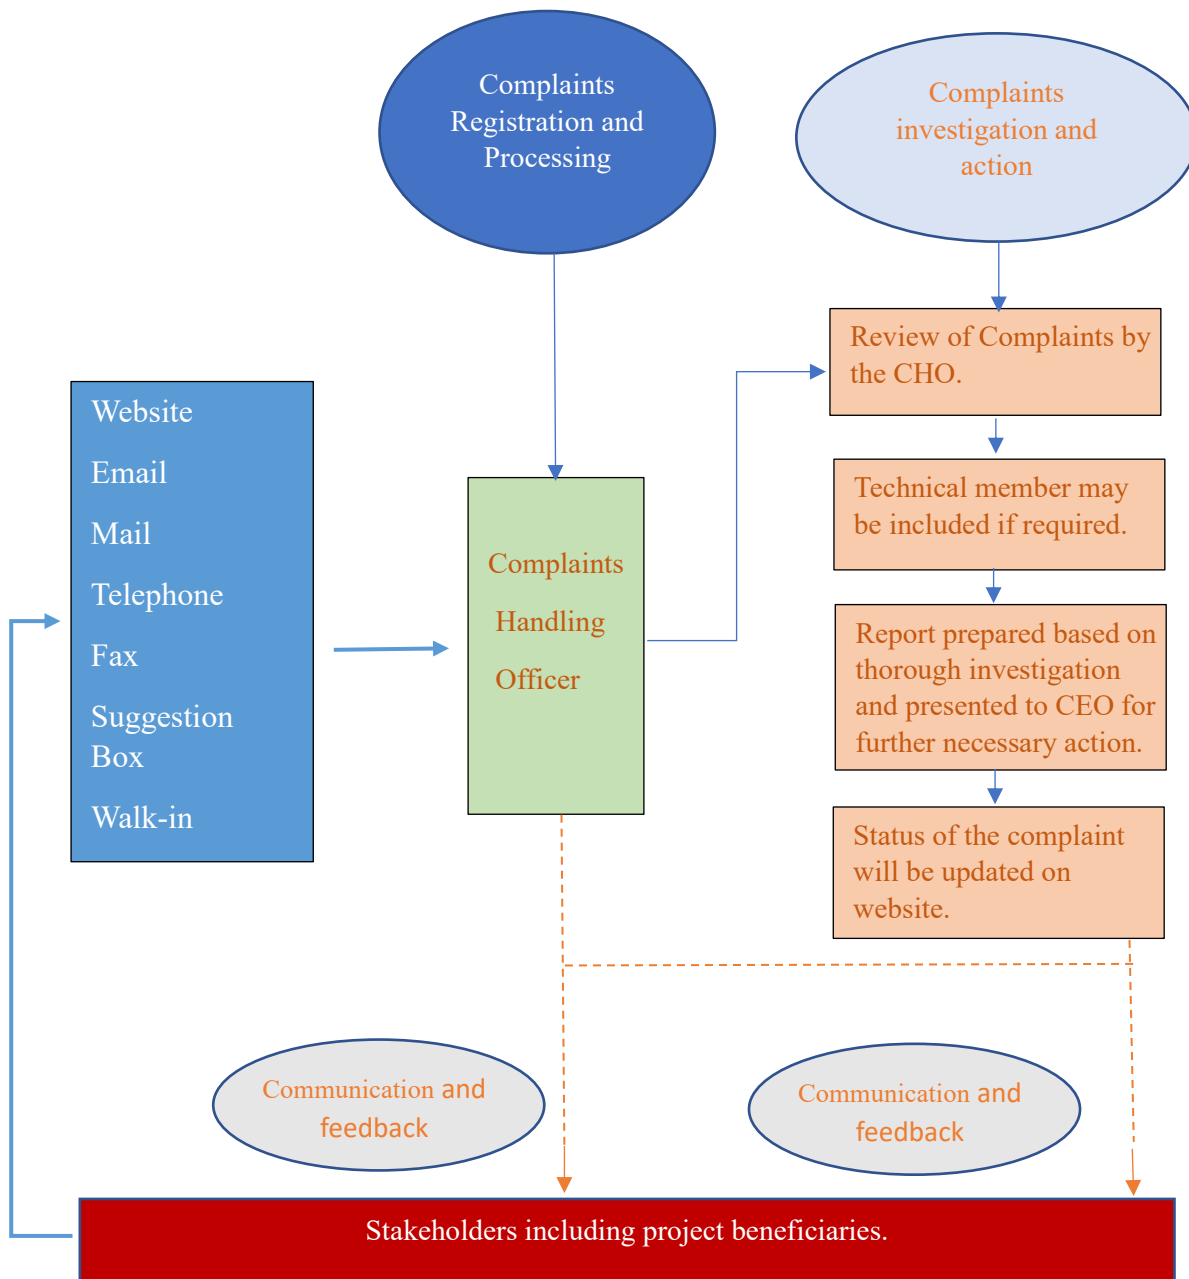 Complaints
Registration and
Processing
Complaints
investigation and
action
Review of Complaints by
the CHO.
Website
Email
Mail
Telephone
Fax
Suggestion
Box
Walk-in
Complaints
Handling
Officer
Technical member may
be included if required.
Report prepared based on
thorough investigation
and presented to CEO for
further necessary action.
Status of the complaint
will be updated on
website.
Communication and
feedback
Communication and
feedback
Stakeholders including project beneficiaries.